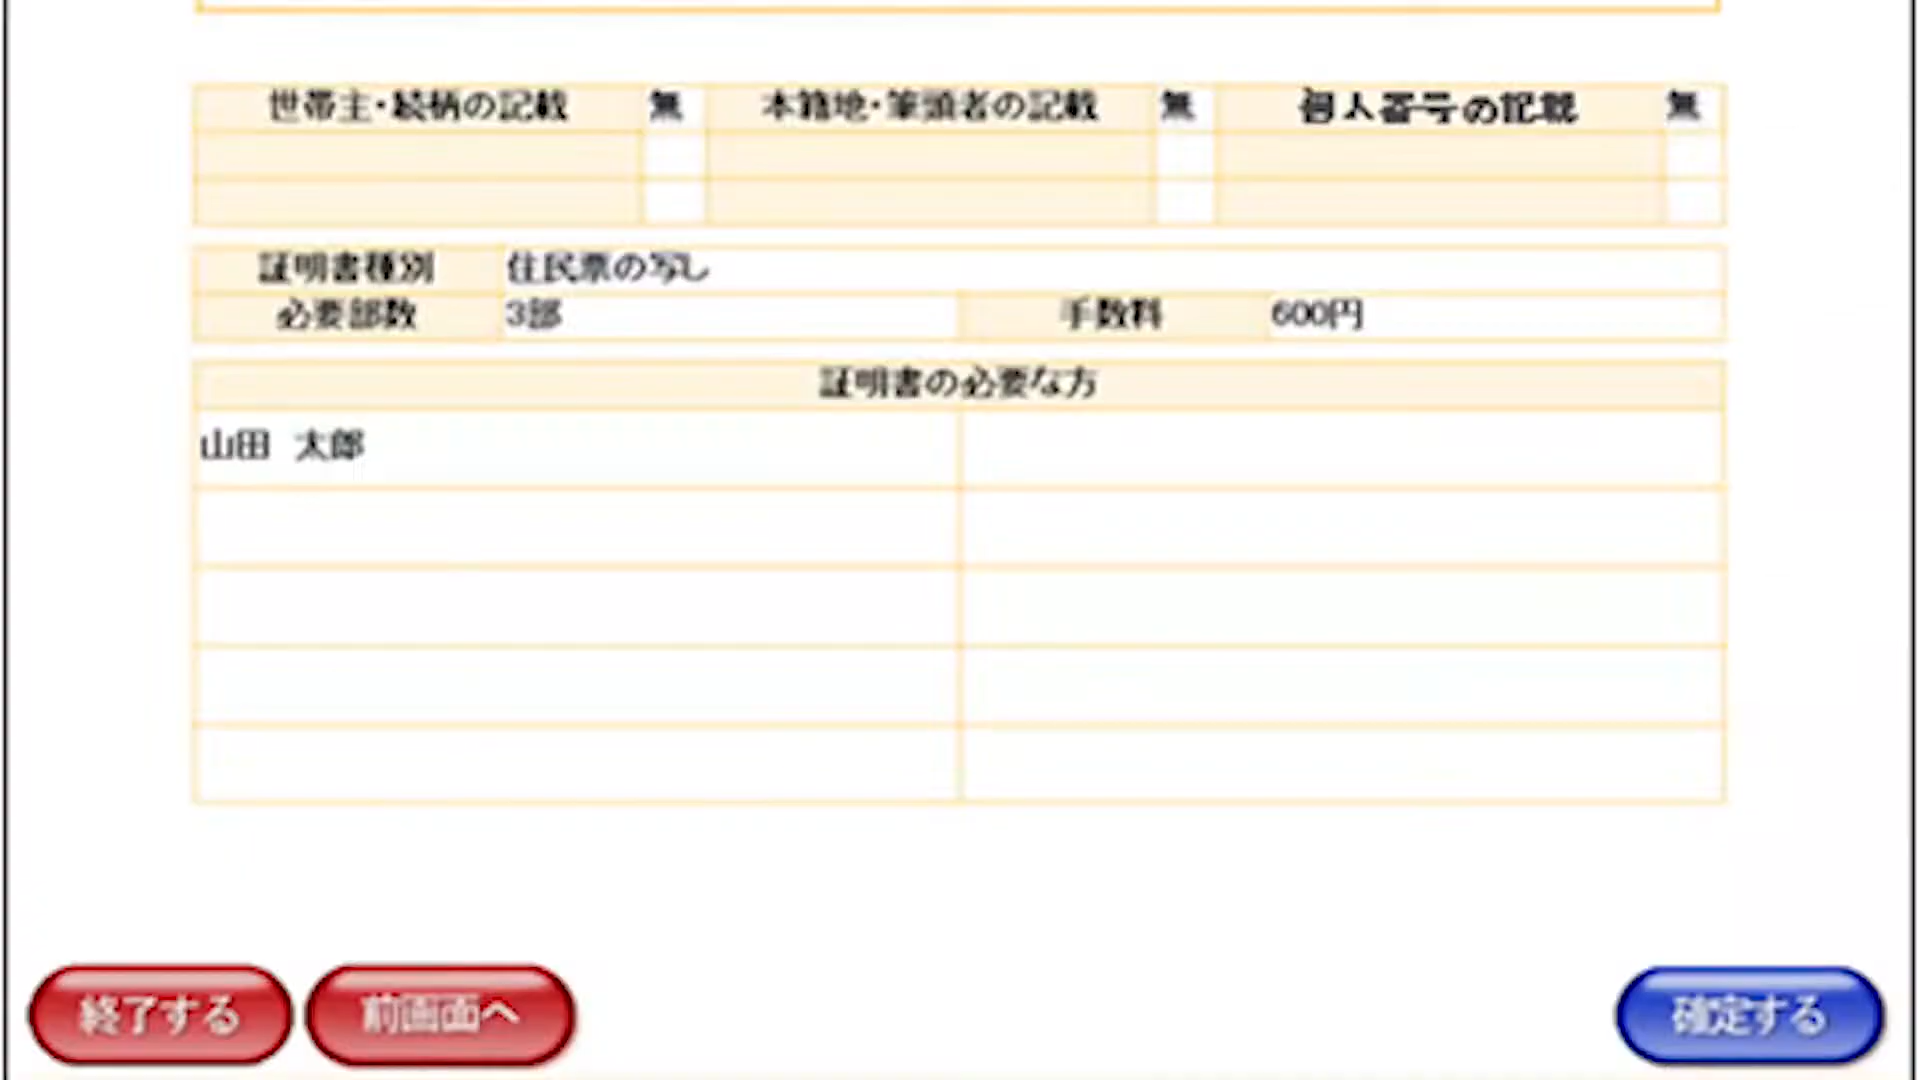 世帯主・続柄の記載 無 本籍地・筆頭者の記載 無 個人番号の記載 無
証明書種別 住民票の写し
必要部数 3部 手数料 600円
証明書の必要な方
山田 太郎
終了する 前画面へ 確定する